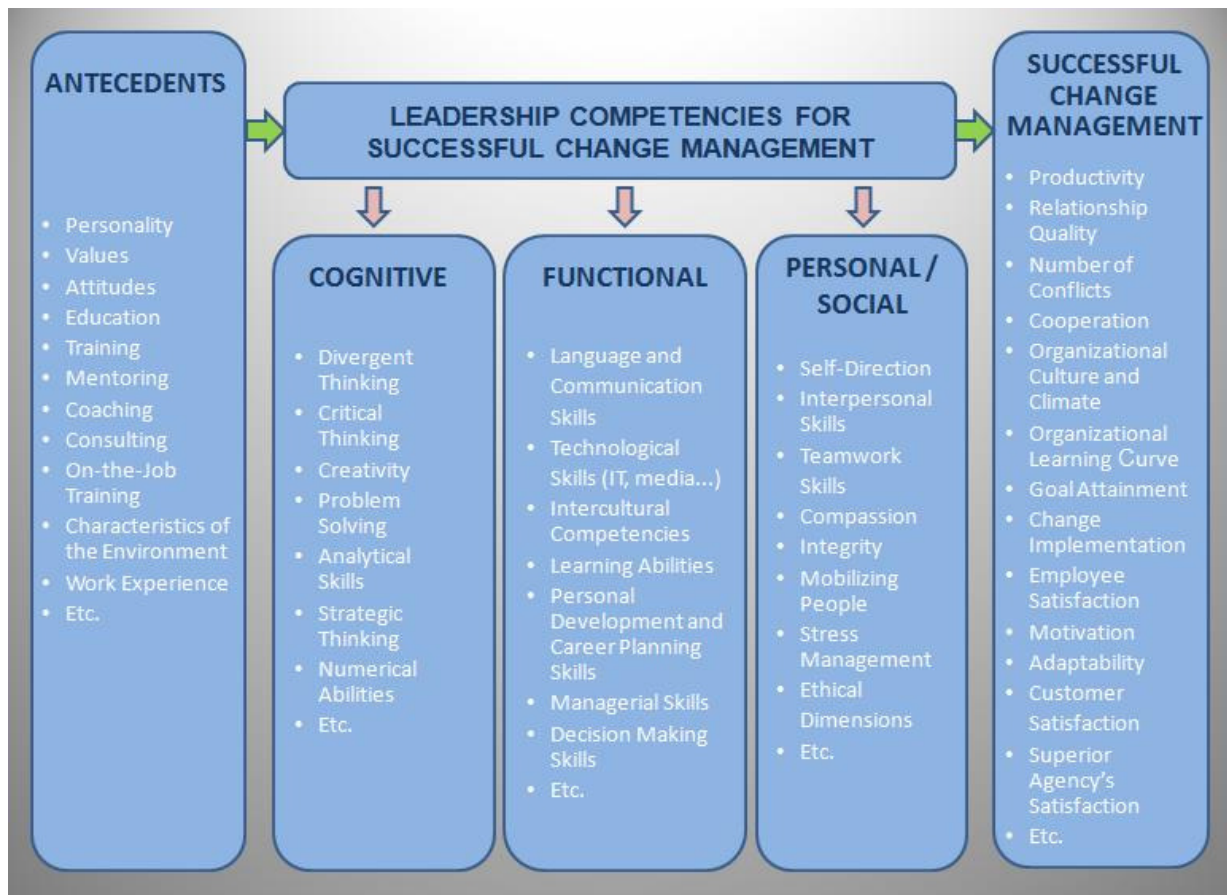 ANTECEDENTS
• Personality
• Values
• Attitudes
• Education
• Training
• Mentoring
• Coaching
• Consulting
• On-the-Job
Training
• Characteristics of
the Environment
• Work Experience
• Etc.
LEADERSHIP COMPETENCIES FOR
SUCCESSFUL CHANGE MANAGEMENT
COGNITIVE
• Divergent
Thinking
• Critical
Thinking
• Creativity
• Problem
Solving
• Analytical
Skills
• Strategic
Thinking
• Numerical
Abilities
• Etc.
FUNCTIONAL
• Language and
Communication
Skills
• Technological
Skills (IT, media...)
• Intercultural
Competencies
• Learning Abilities
• Personal
Development and
Career Planning
Skills
• Managerial Skills
• Decision Making
Skills
• Etc.
PERSONAL /
SOCIAL
• Self-Direction
• Interpersonal
Skills
• Teamwork
Skills
• Compassion
• Integrity
• Mobilizing
People
• Stress
Management
• Ethical
Dimensions
• Etc.
SUCCESSFUL
CHANGE
MANAGEMENT
• Productivity
• Relationship
Quality
• Number of
Conflicts
• Cooperation
• Organizational
Culture and
Climate
• Organizational
Learning Curve
• Goal Attainment
• Change
Implementation
• Employee
Satisfaction
• Motivation
• Adaptability
• Customer
Satisfaction
• Superior
Agency's
Satisfaction
• Etc.